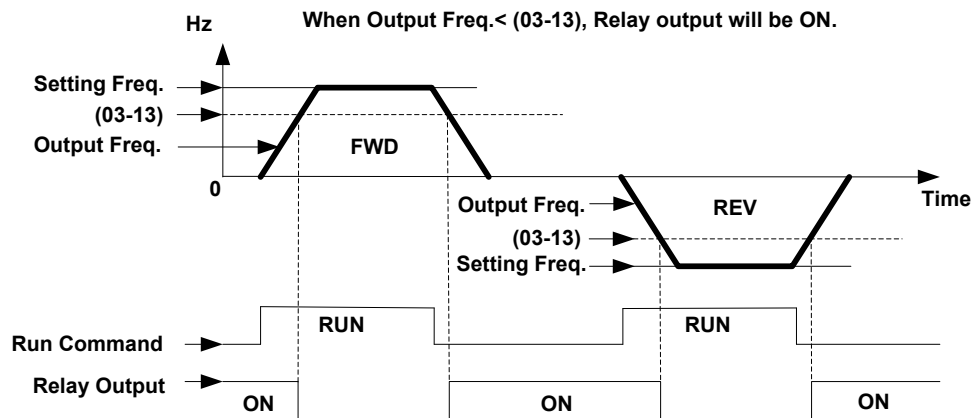 When Output Freq.< (03-13), Relay output will be ON.
Hz
Setting Freq.
(03-13)
Output Freq.
FWD
0
Time
Output Freq.
REV
(03-13)
Setting Freq.
RUN
RUN
Run Command
Relay Output
ON
ON
ON